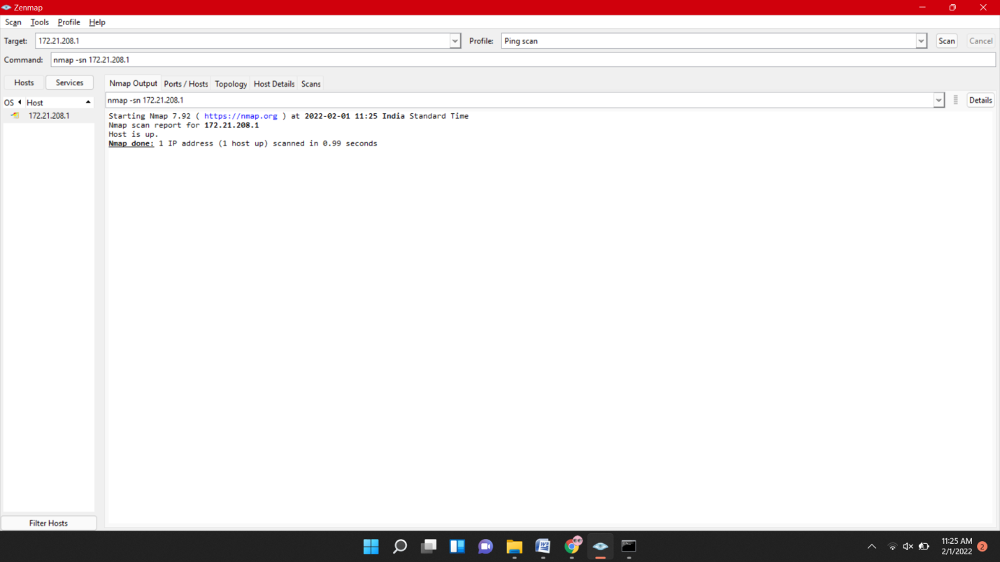 Zenmap
Scan Tools Profile Help
Target: 172.21.208.1 Profile: Ping scan Scan Cancel
Command: nmap -sn 172.21.208.1
Hosts Services Nmap Output Ports / Hosts Topology Host Details Scans
nmap -sn 172.21.208.1 Details
OS Host
172.21.208.1
Starting Nmap 7.92 ( https://nmap.org ) at 2022-02-01 11:25 India Standard Time
Nmap scan report for 172.21.208.1
Host is up.
Nmap done: 1 IP address (1 host up) scanned in 0.99 seconds
Filter Hosts
11:25 AM
2/1/2022 2